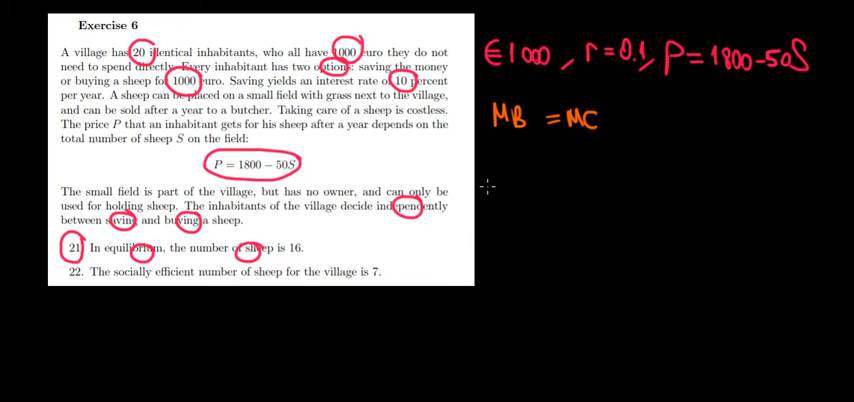 Exercise 6
€1000, r=0.1, P=1800-50S
A village has 20 identical inhabitants, who all have 1000 euro they do not
need to spend directly. Every inhabitant has two options: saving the money
or buying a sheep for 1000 euro. Saving yields an interest rate of 10 percent
per year. A sheep can be placed on a small field with grass next to the village,
and can be sold after a year to a butcher. Taking care of a sheep is costless.
The price P that an inhabitant gets for his sheep after a year depends on the
total number of sheep S on the field:
MB = MC
P = 1800 − 50S
The small field is part of the village, but has no owner, and can only be
used for holding sheep. The inhabitants of the village decide independently
between saving and buying a sheep.
21. In equilibrium, the number of sheep is 16.
22. The socially efficient number of sheep for the village is 7.